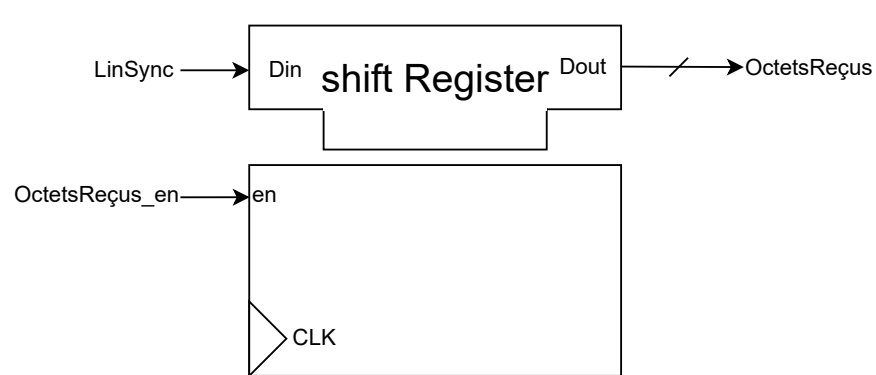 LinSync
Din
shift Register
Dout
OctetsReçus
OctetsReçus_en
en
CLK